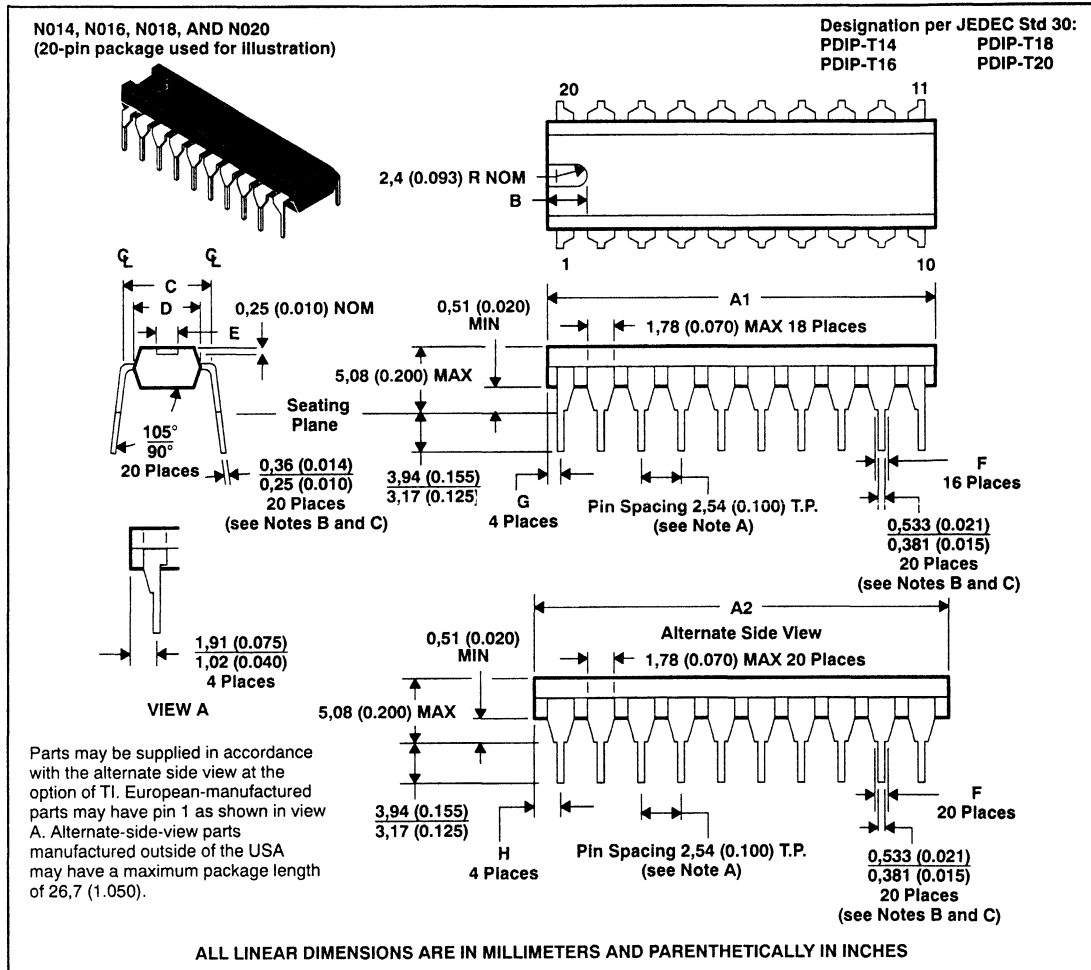 N014, N016, N018, AND N020
(20-pin package used for illustration)
Designation per JEDEC Std 30:
PDIP-T14 PDIP-T18
PDIP-T16 PDIP-T20
20 11
2,4 (0.093) R NOM
B
1 10
℄ ℄
C
D
E
0,25 (0.010) NOM
105°
90°
20 Places
0,36 (0.014)
0,25 (0.010)
20 Places
(see Notes B and C)
Seating
Plane
A1
0,51 (0.020)
MIN
1,78 (0.070) MAX 18 Places
5,08 (0.200) MAX
3,94 (0.155)
3,17 (0.125)
G
4 Places
Pin Spacing 2,54 (0.100) T.P.
(see Note A)
F
16 Places
0,533 (0.021)
0,381 (0.015)
20 Places
(see Notes B and C)
1,91 (0.075)
1,02 (0.040)
4 Places
VIEW A
A2
Alternate Side View
0,51 (0.020)
MIN
1,78 (0.070) MAX 20 Places
5,08 (0.200) MAX
3,94 (0.155)
3,17 (0.125)
H
4 Places
Pin Spacing 2,54 (0.100) T.P.
(see Note A)
F
20 Places
0,533 (0.021)
0,381 (0.015)
20 Places
(see Notes B and C)
Parts may be supplied in accordance
with the alternate side view at the
option of TI. European-manufactured
parts may have pin 1 as shown in view
A. Alternate-side-view parts
manufactured outside of the USA
may have a maximum package length
of 26,7 (1.050).
ALL LINEAR DIMENSIONS ARE IN MILLIMETERS AND PARENTHETICALLY IN INCHES